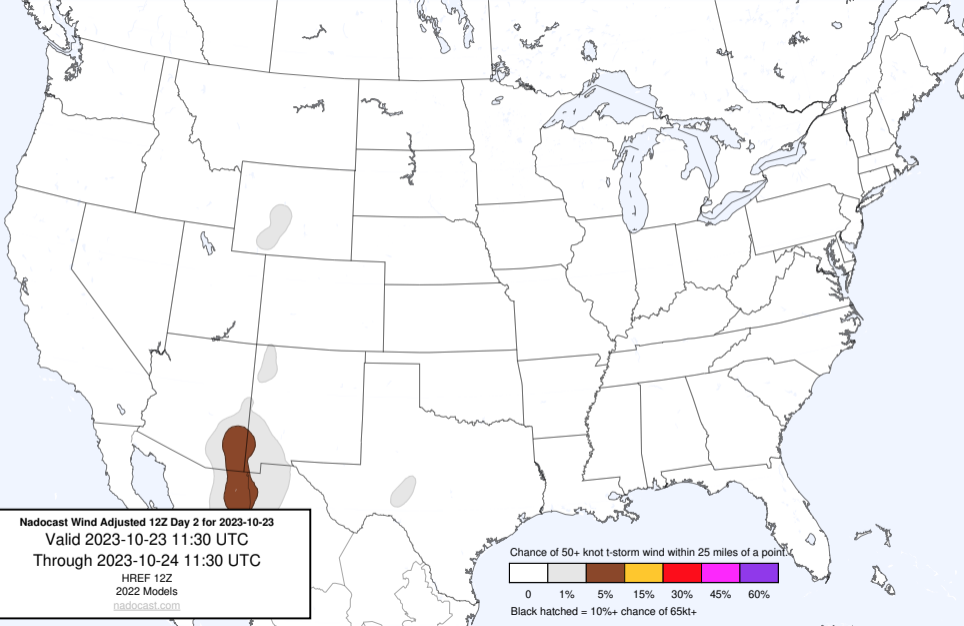 Nadocast Wind Adjusted 12Z Day 2 for 2023-10-23
Valid 2023-10-23 11:30 UTC
Through 2023-10-24 11:30 UTC
HREF 12Z
2022 Models
nadocast.com
Chance of 50+ knot t-storm wind within 25 miles of a point.
0 1% 5% 15% 30% 45% 60%
Black hatched = 10%+ chance of 65kt+